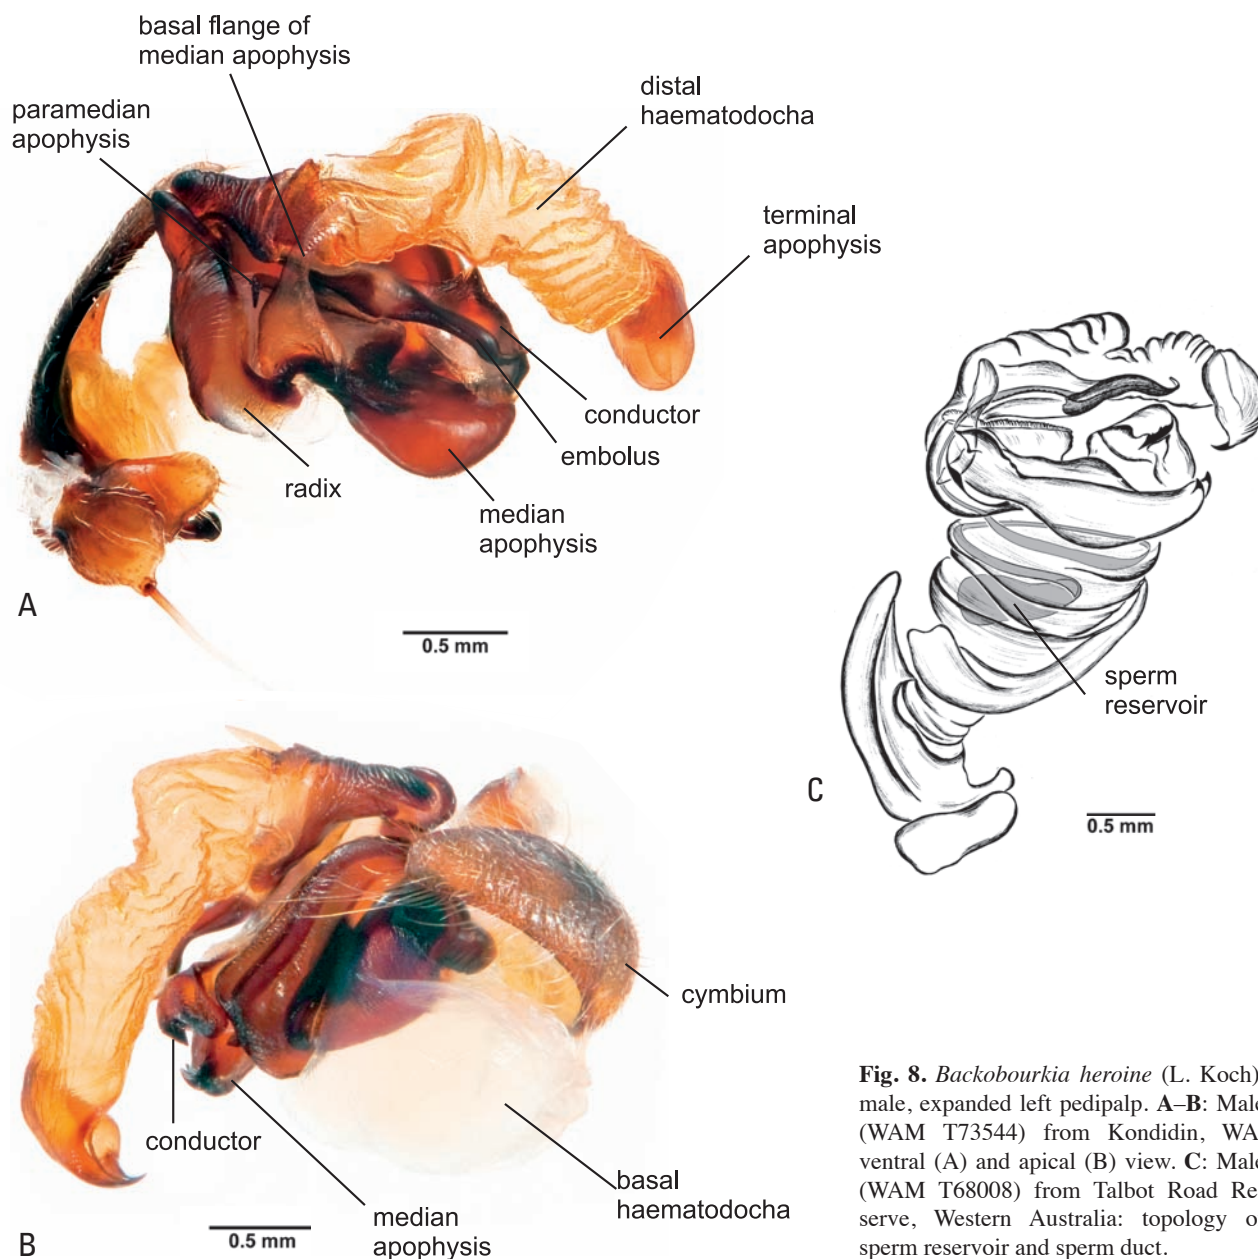 basal flange of
median apophysis
paramedian
apophysis
distal
haematodocha
terminal
apophysis
conductor
embolus
radix
median
apophysis
A
0.5 mm
sperm
reservoir
C
0.5 mm
cymbium
conductor
basal
haematodocha
median
apophysis
0.5 mm
B
Fig. 8. Backobourkia heroine (L. Koch)
male, expanded left pedipalp. A–B: Male
(WAM T73544) from Kondidin, WA
ventral (A) and apical (B) view. C: Male
(WAM T68008) from Talbot Road Re
serve, Western Australia: topology o
sperm reservoir and sperm duct.